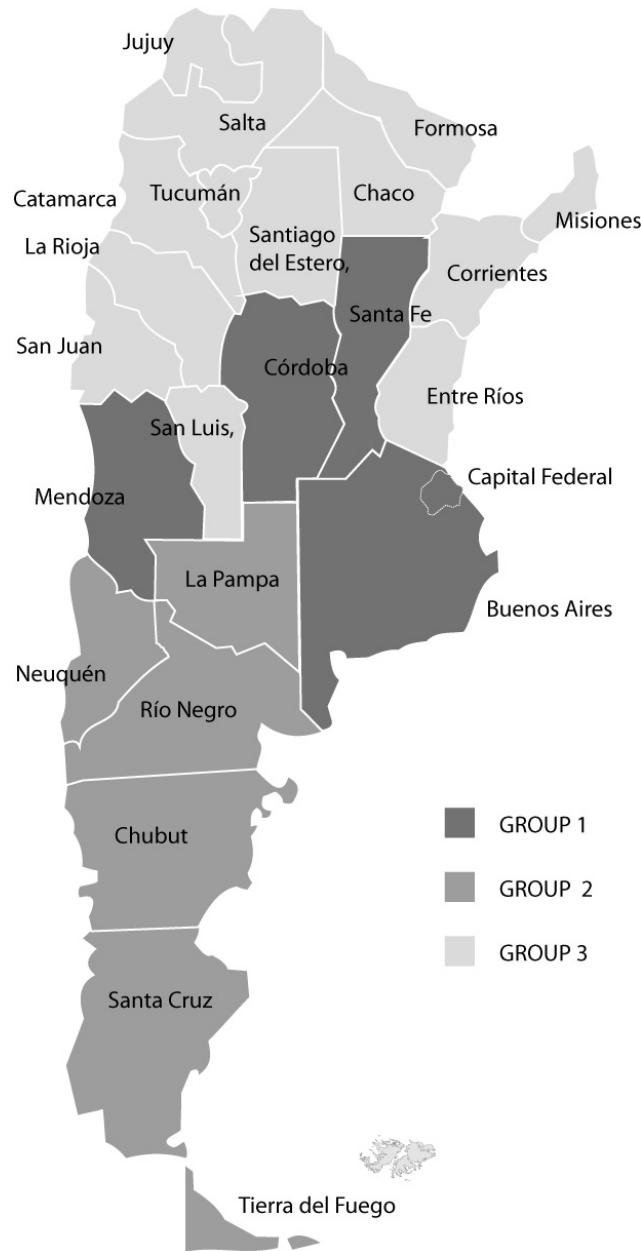 Jujuy
Salta
Formosa
Catamarca
Tucumán
Chaco
Misiones
La Rioja
Santiago
del Estero,
Corrientes
San Juan
Santa Fe
Córdoba
Entre Ríos
San Luis,
Mendoza
Capital Federal
La Pampa
Buenos Aires
Neuquén
Río Negro
Chubut
GROUP 1
GROUP 2
GROUP 3
Santa Cruz
Tierra del Fuego